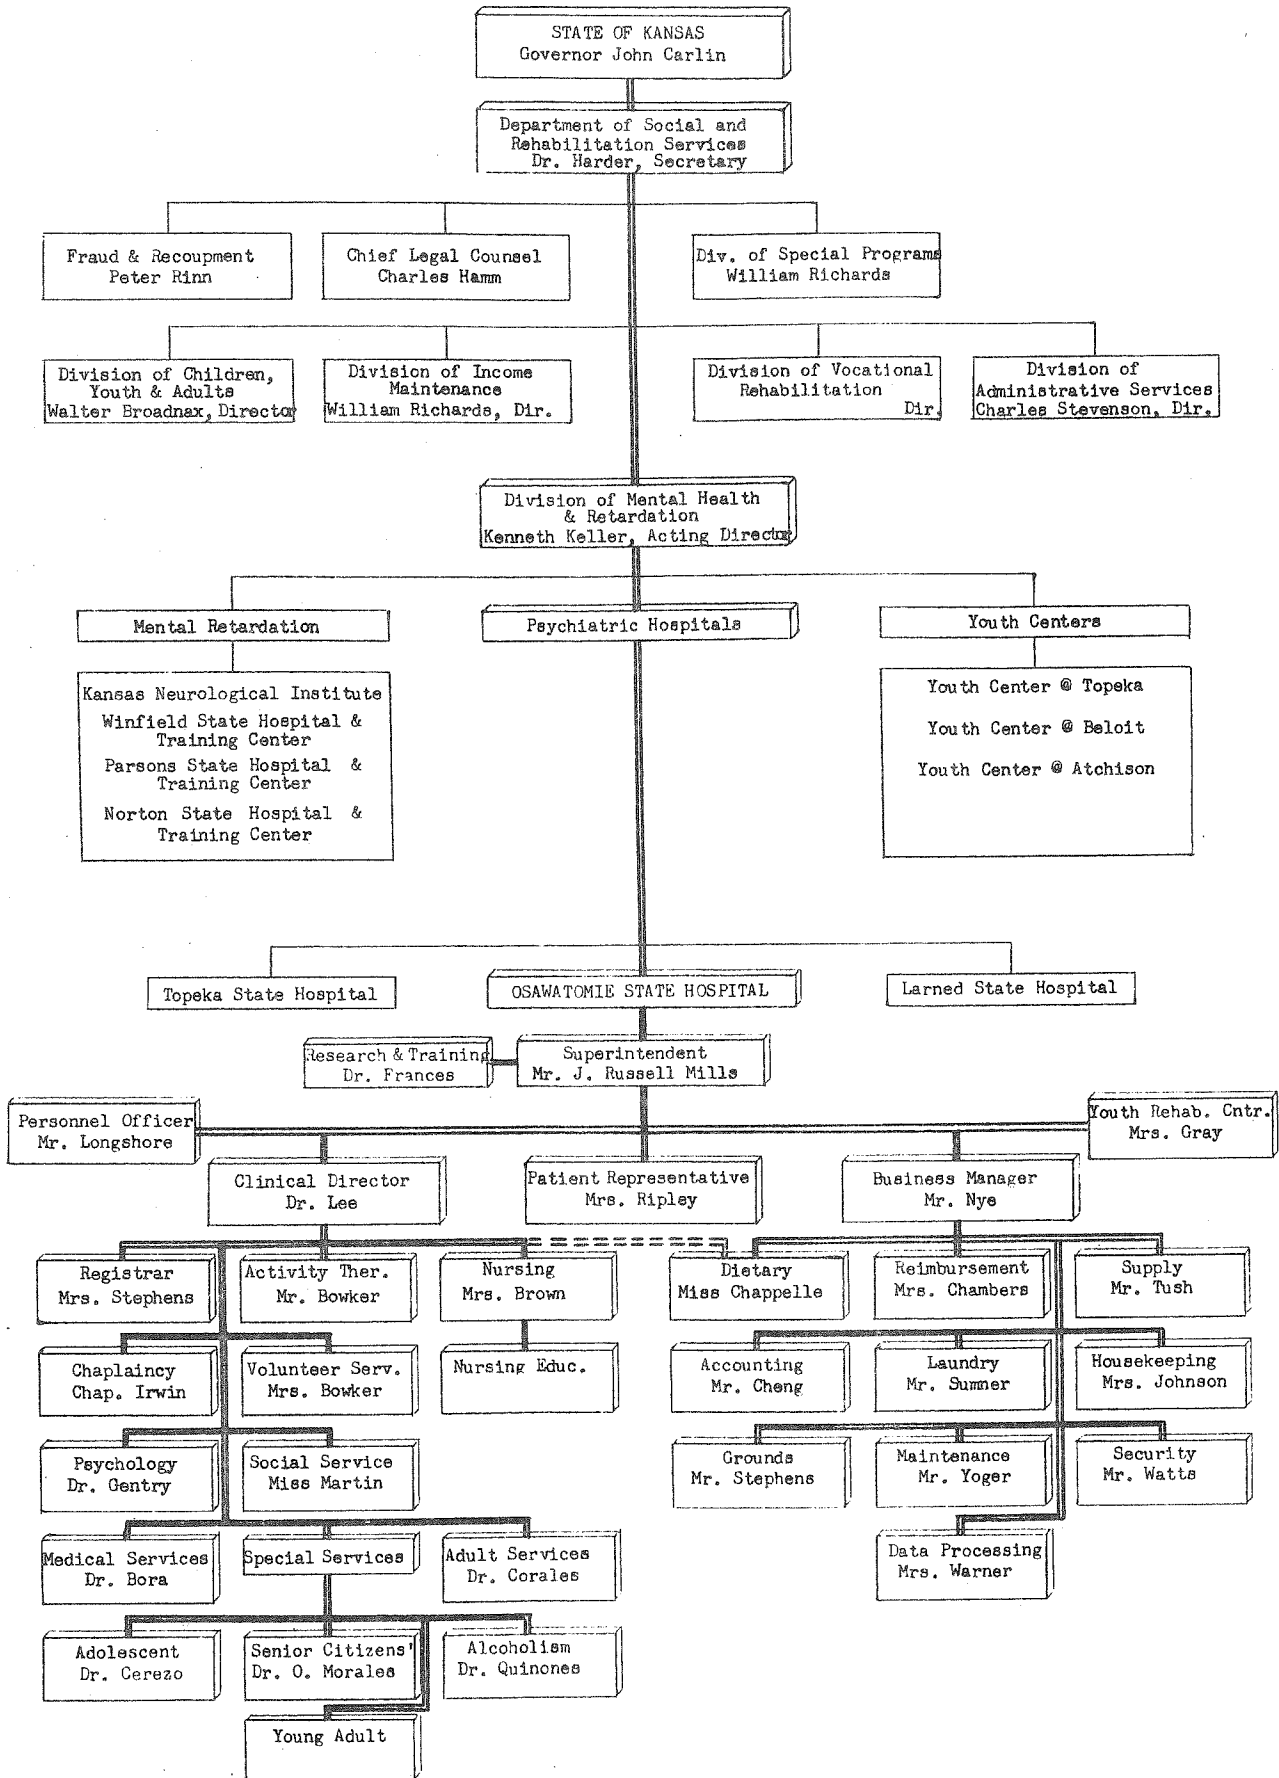 STATE OF KANSAS
Governor John Carlin
Department of Social and
Rehabilitation Services
Dr. Harder, Secretary
Fraud & Recoupment
Peter Rinn
Chief Legal Counsel
Charles Hamm
Div. of Special Programs
William Richards
Division of Children,
Youth & Adults
Walter Broadnax, Director
Division of Income
Maintenance
William Richards, Dir.
Division of Vocational
Rehabilitation
Dir.
Division of
Administrative Services
Charles Stevenson, Dir.
Division of Mental Health
& Retardation
Kenneth Keller, Acting Director
Mental Retardation
Psychiatric Hospitals
Youth Centers
Kansas Neurological Institute
Winfield State Hospital &
Training Center
Parsons State Hospital &
Training Center
Norton State Hospital &
Training Center
Youth Center @ Topeka
Youth Center @ Beloit
Youth Center @ Atchison
Topeka State Hospital
OSAWATOMIE STATE HOSPITAL
Larned State Hospital
Research & Training
Dr. Frances
Superintendent
Mr. J. Russell Mills
Personnel Officer
Mr. Longshore
Youth Rehab. Cntr.
Mrs. Gray
Clinical Director
Dr. Lee
Patient Representative
Mrs. Ripley
Business Manager
Mr. Nye
Registrar
Mrs. Stephens
Activity Ther.
Mr. Bowker
Nursing
Mrs. Brown
Dietary
Miss Chappelle
Reimbursement
Mrs. Chambers
Supply
Mr. Tush
Chaplaincy
Chap. Irwin
Volunteer Serv.
Mrs. Bowker
Nursing Educ.
Accounting
Mr. Cheng
Laundry
Mr. Sumner
Housekeeping
Mrs. Johnson
Psychology
Dr. Gentry
Social Service
Miss Martin
Grounds
Mr. Stephens
Maintenance
Mr. Yoger
Security
Mr. Watts
Medical Services
Dr. Bora
Special Services
Adult Services
Dr. Corales
Data Processing
Mrs. Warner
Adolescent
Dr. Cerezo
Senior Citizens'
Dr. O. Morales
Alcoholism
Dr. Quinones
Young Adult